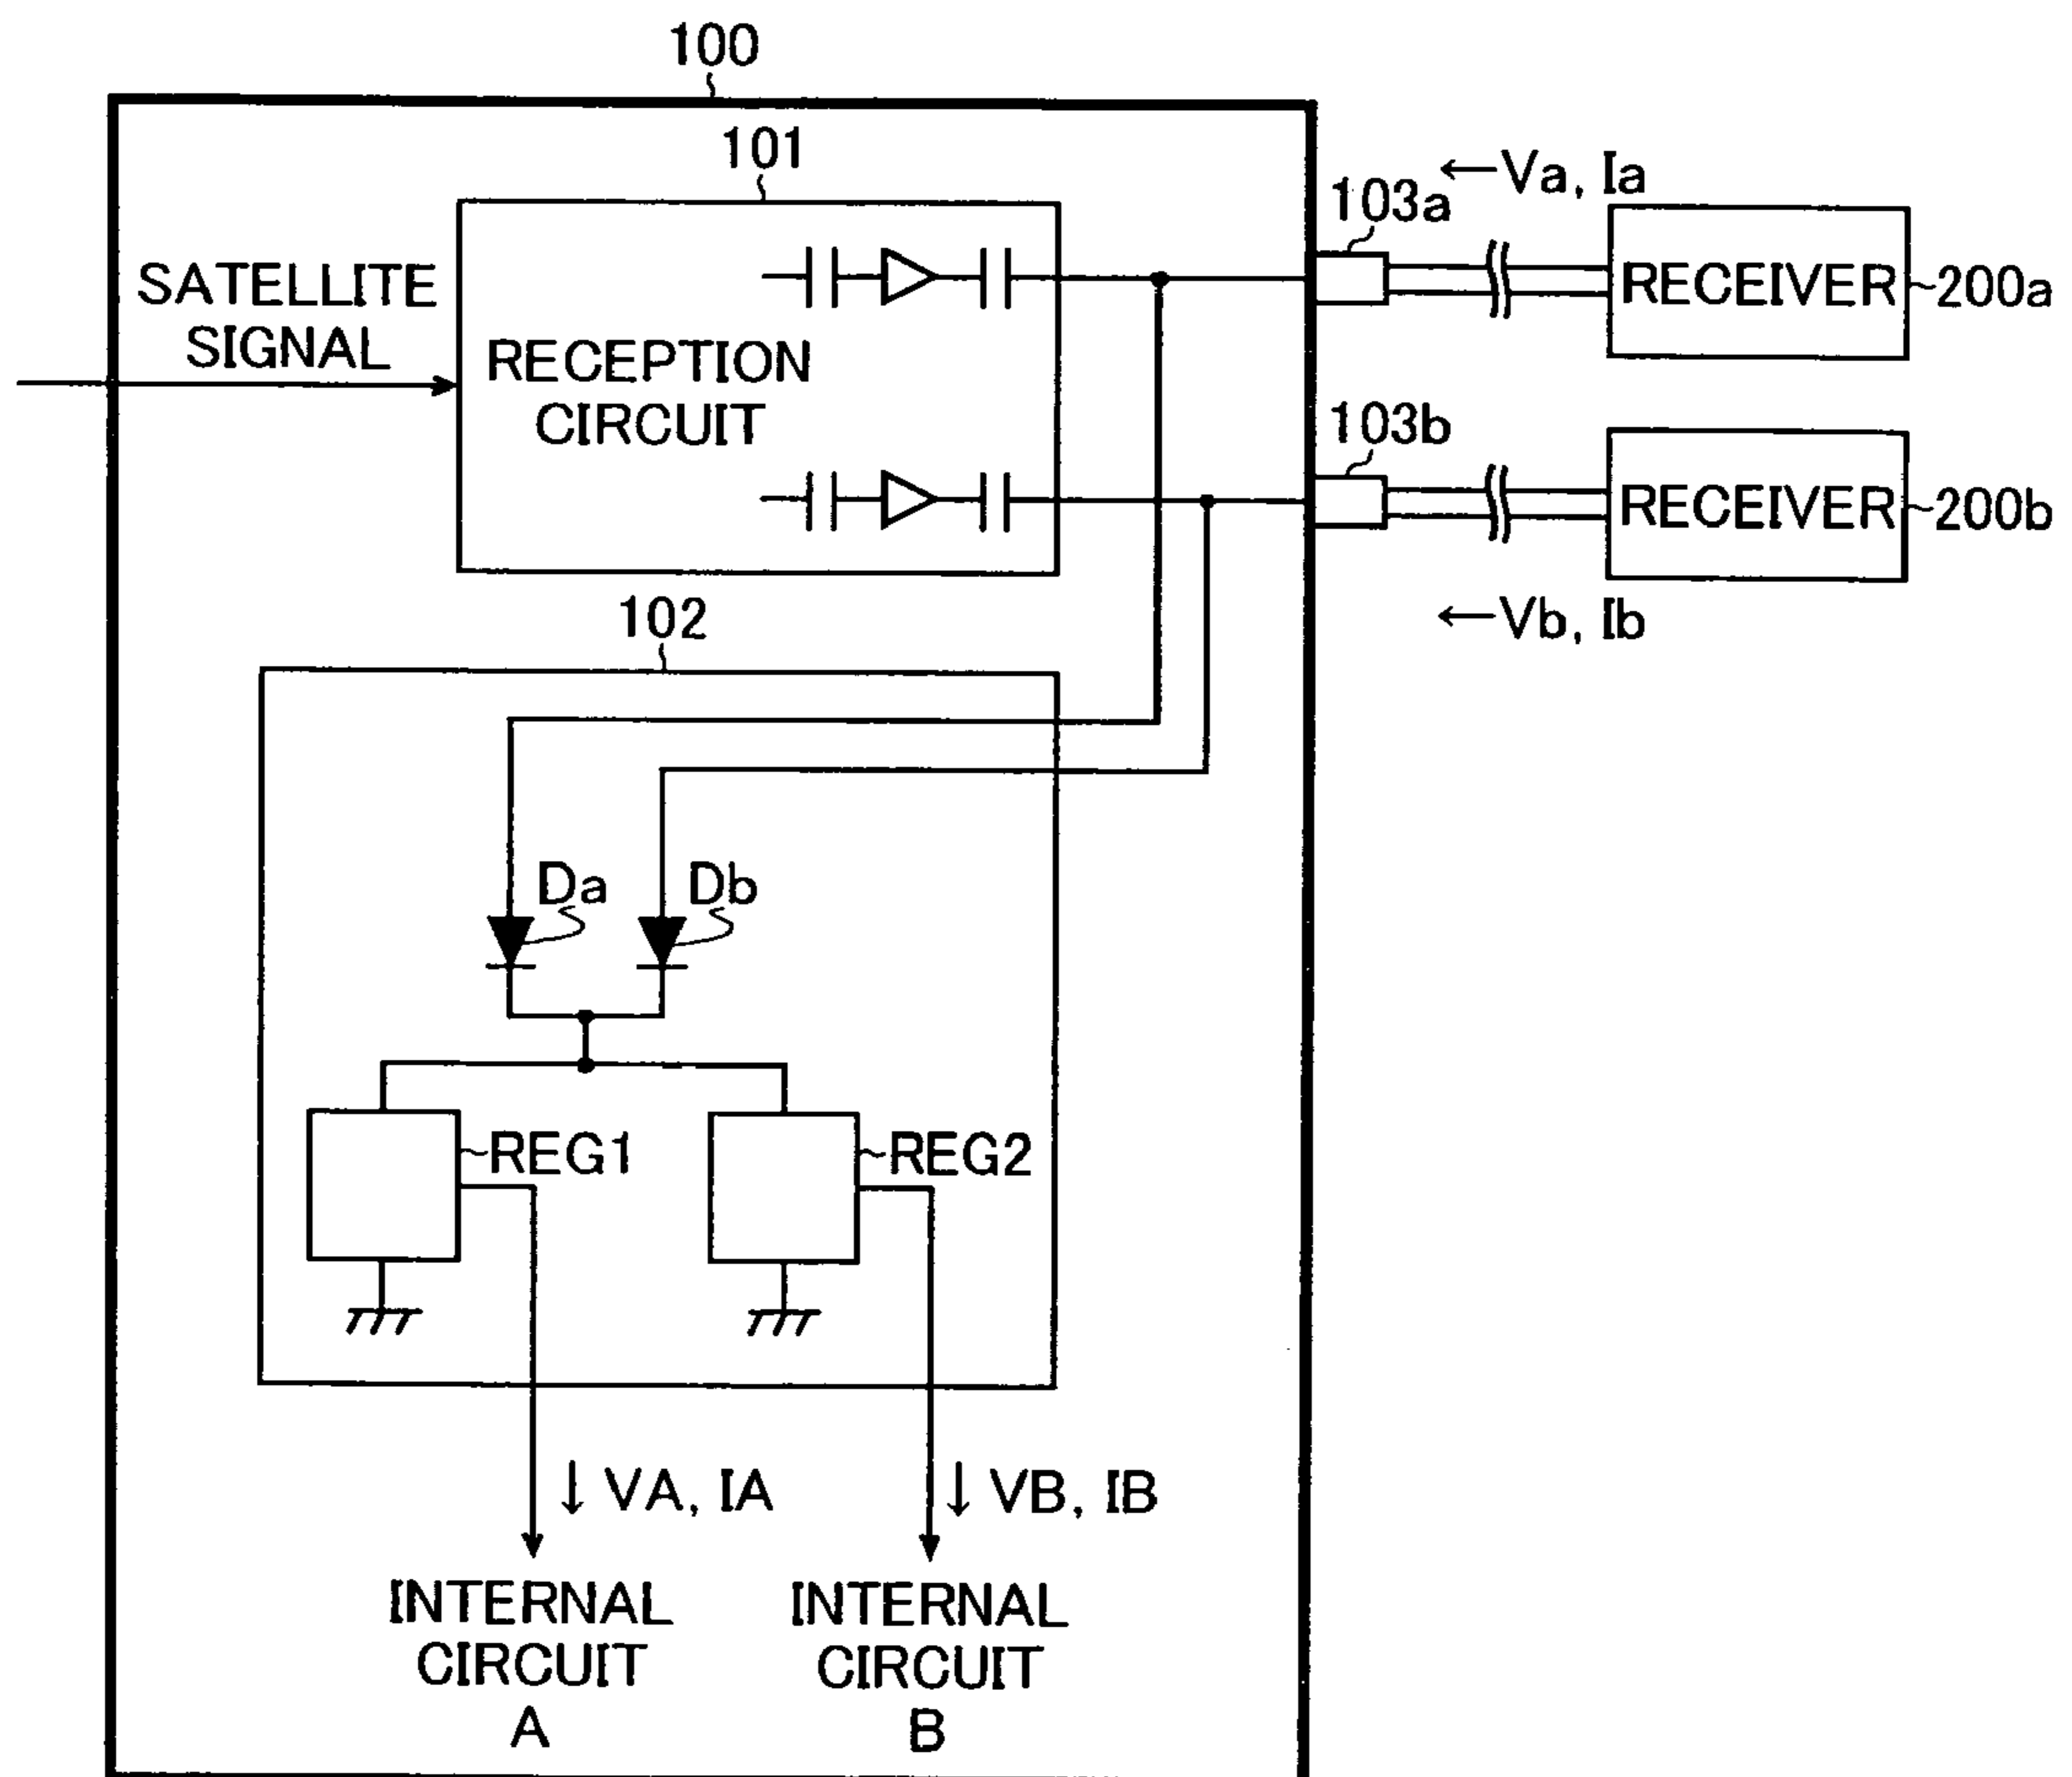 100
101
←Va, Ia
103a
SATELLITE
SIGNAL
RECEPTION
CIRCUIT
RECEIVER
200a
103b
RECEIVER
200b
←Vb, Ib
102
Da
Db
REG1
REG2
↓ VA, IA
↓ VB, IB
INTERNAL
CIRCUIT
A
INTERNAL
CIRCUIT
B